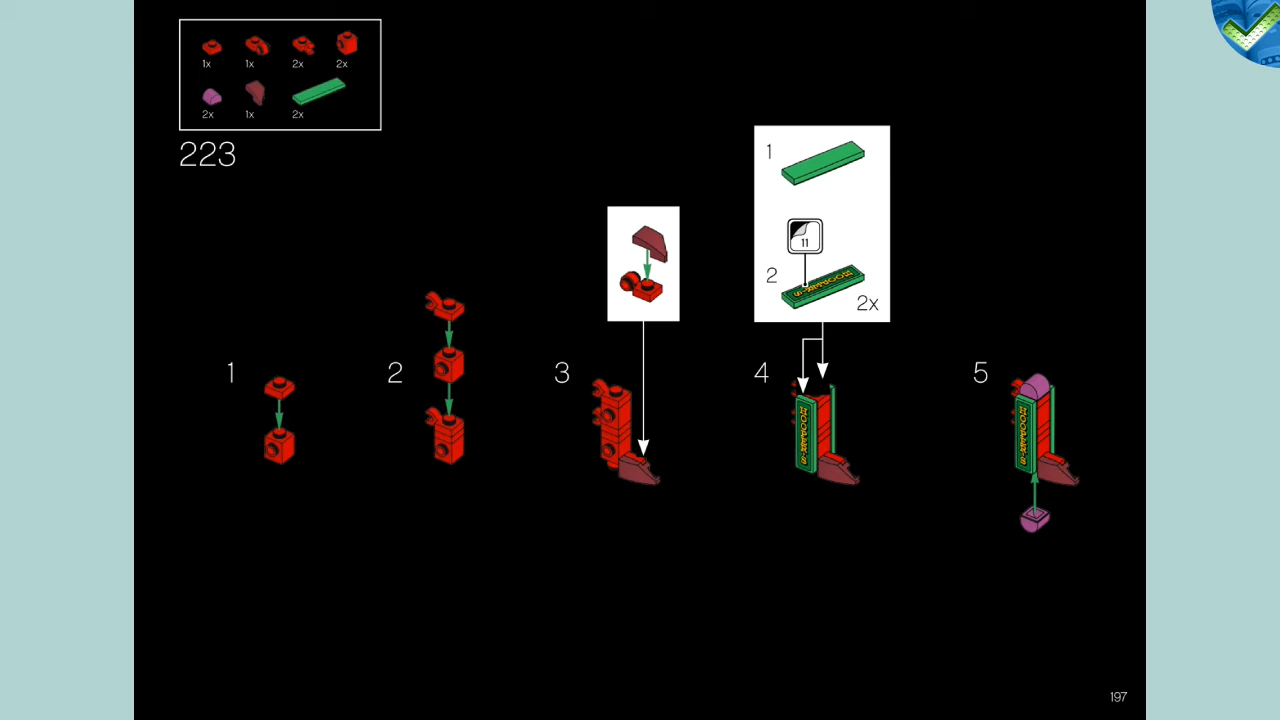 1x 1x 2x 2x
2x 1x 2x
223
1
11
2
2x
1 2 3 4 5
197